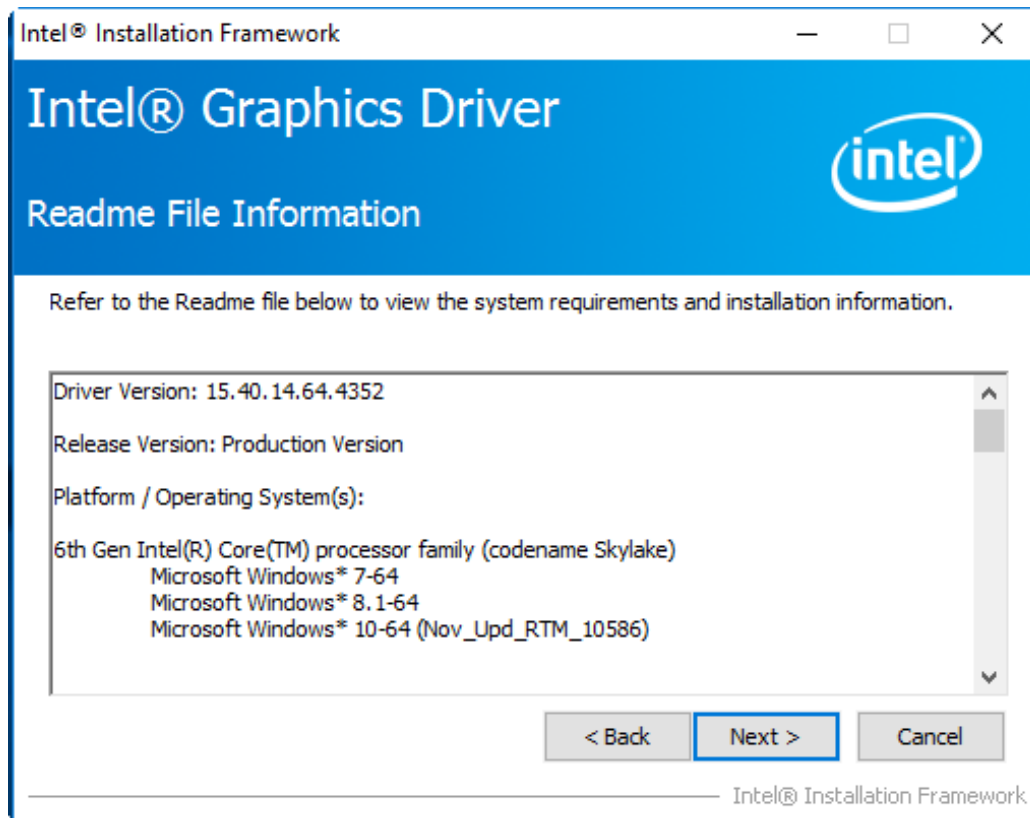 Intel® Installation Framework
Intel® Graphics Driver
intel
Readme File Information
Refer to the Readme file below to view the system requirements and installation information.
Driver Version: 15.40.14.64.4352
Release Version: Production Version
Platform / Operating System(s):
6th Gen Intel(R) Core(TM) processor family (codename Skylake)
Microsoft Windows* 7-64
Microsoft Windows* 8.1-64
Microsoft Windows* 10-64 (Nov_Upd_RTM_10586)
< Back Next > Cancel
Intel® Installation Framework